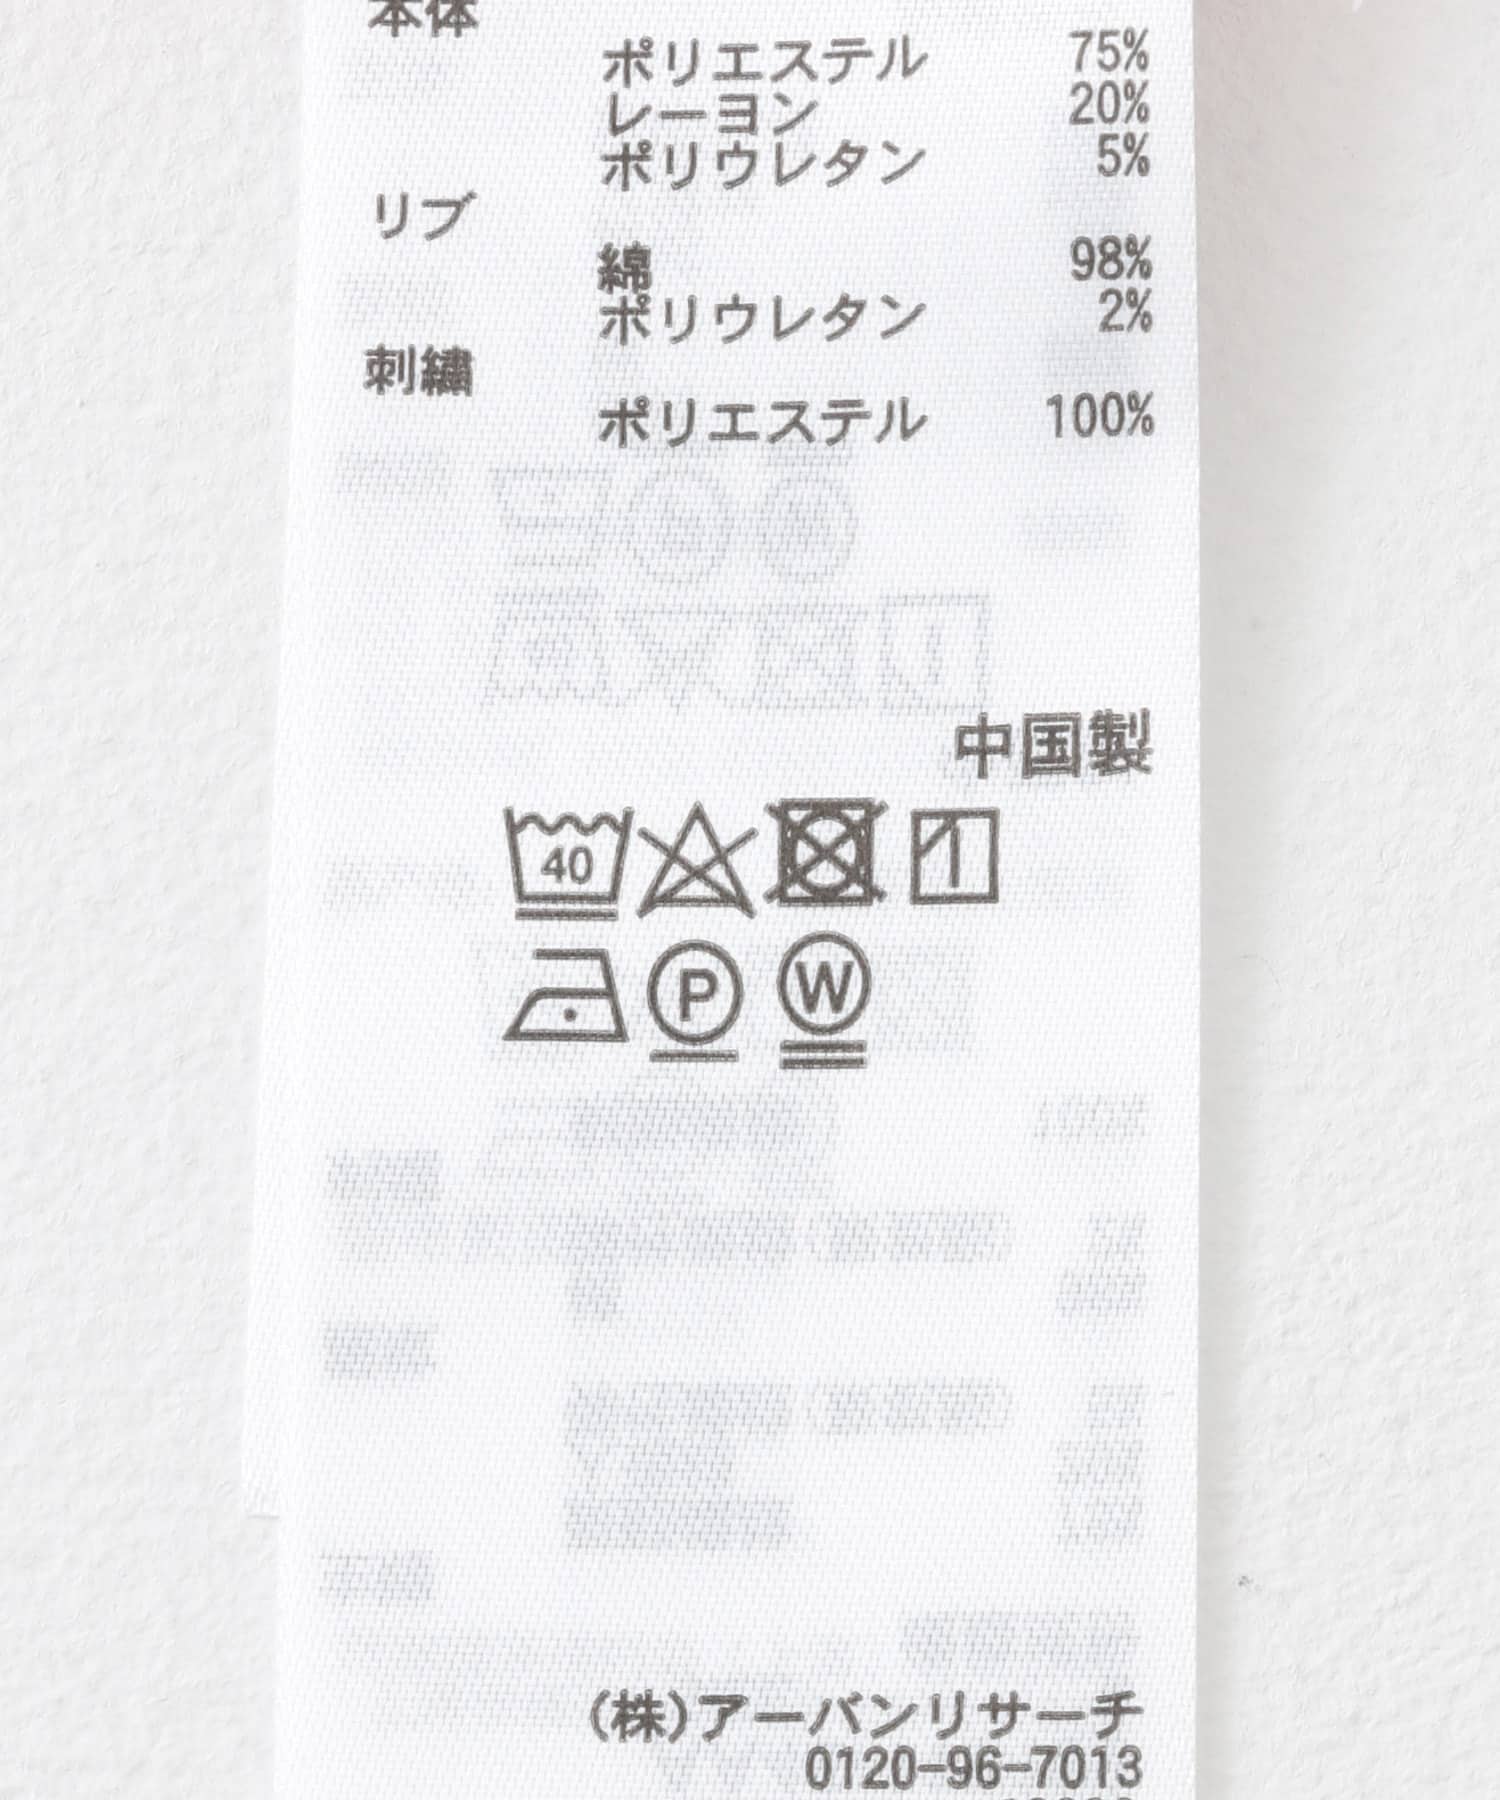 本体
ポリエステル 75%
レーヨン 20%
ポリウレタン 5%
リブ
綿 98%
ポリウレタン 2%
刺繍
ポリエステル 100%
中国製
40
P W
(株)アーバンリサーチ
0120-96-7013